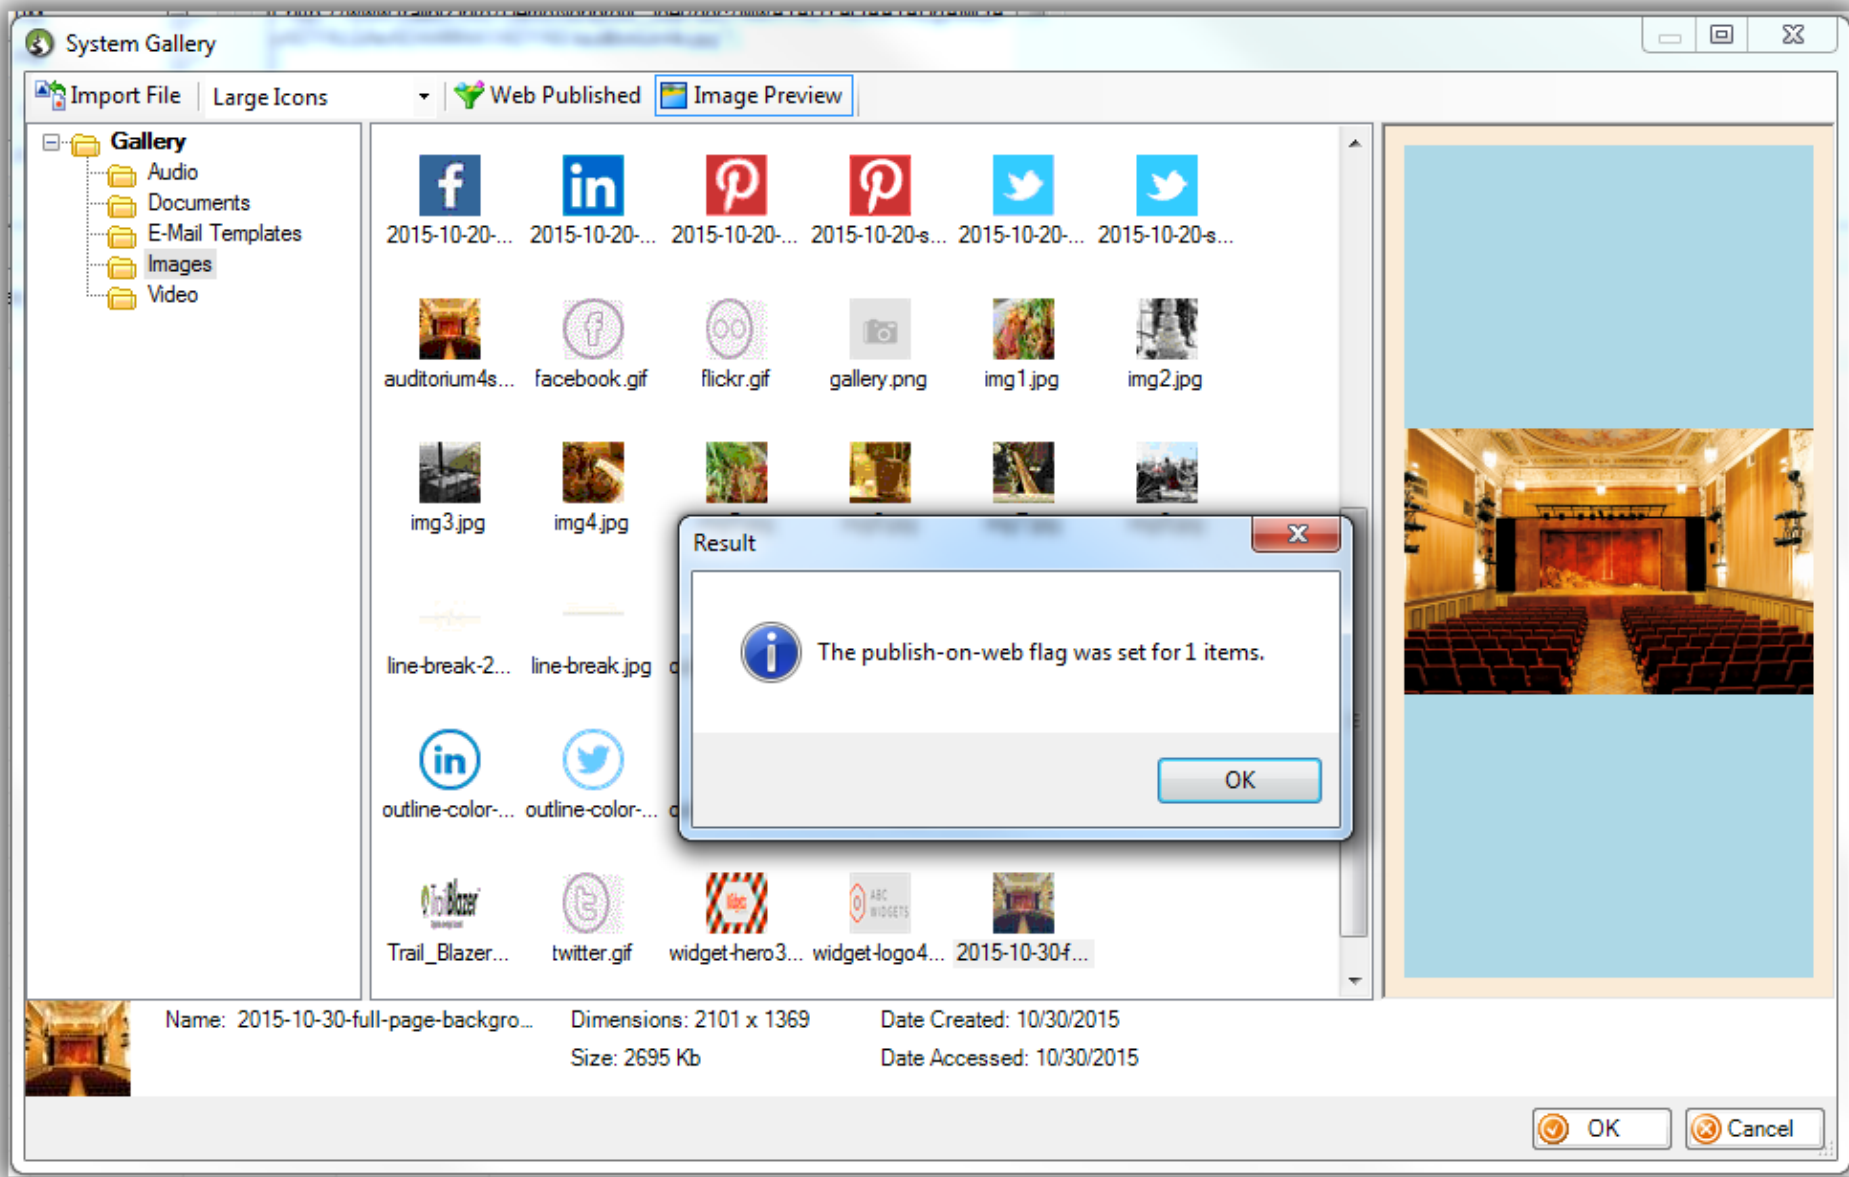 System Gallery
Import File
Large Icons
Web Published
Image Preview
Gallery
Audio
Documents
E-Mail Templates
Images
Video
2015-10-20-...
2015-10-20-...
2015-10-20-...
2015-10-20-s...
2015-10-20-...
2015-10-20-s...
auditorium4s...
facebook.gif
flickr.gif
gallery.png
img1.jpg
img2.jpg
img3.jpg
img4.jpg
line-break-2...
line-break.jpg
outline-color-...
outline-color-...
TrailBlazer
Trail_Blazer...
twitter.gif
Widgets
widget-hero3...
ABC
WIDGETS
widget-logo4...
2015-10-30-f...
Result
The publish-on-web flag was set for 1 items.
OK
Name: 2015-10-30-full-page-backgro...
Dimensions: 2101 x 1369
Date Created: 10/30/2015
Size: 2695 Kb
Date Accessed: 10/30/2015
OK
Cancel